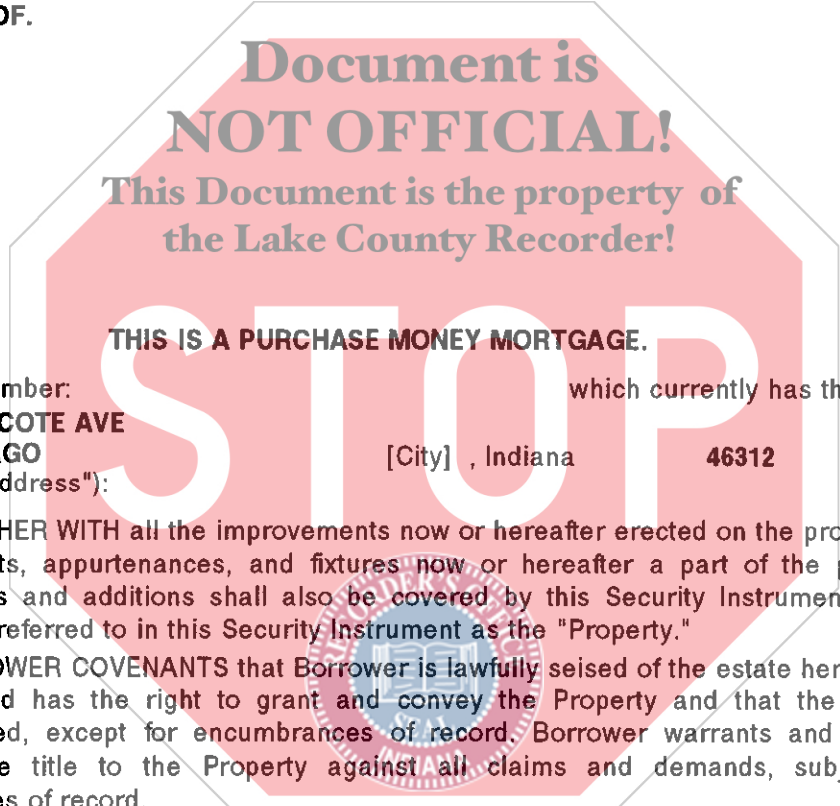 OF.
Document is
NOT OFFICIAL!
This Document is the property of
the Lake County Recorder!
STOP
THIS IS A PURCHASE MONEY MORTGAGE.
mber: which currently has th
COTE AVE
GO [City] , Indiana 46312
ddress"):
HER WITH all the improvements now or hereafter erected on the pro
ts, appurtenances, and fixtures now or hereafter a part of the
s and additions shall also be covered by this Security Instrumen
referred to in this Security Instrument as the "Property."
OWER COVENANTS that Borrower is lawfully seised of the estate her
d has the right to grant and convey the Property and that the
ed, except for encumbrances of record. Borrower warrants and
e title to the Property against all claims and demands, sub
es of record.
RECORDER'S
SEAL
INDIANA